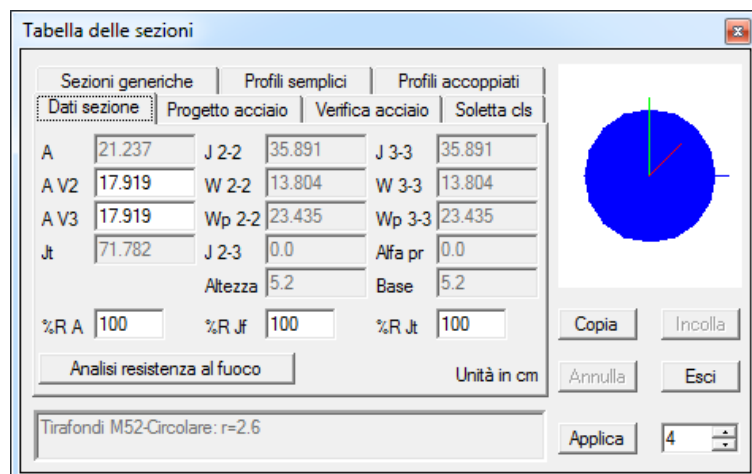 Tabella delle sezioni
Sezioni generiche Profili semplici Profili accoppiati
Dati sezione Progetto acciaio Verifica acciaio Soletta cls
A 21.237 J 2-2 35.891 J 3-3 35.891
A V2 17.919 W 2-2 13.804 W 3-3 13.804
A V3 17.919 Wp 2-2 23.435 Wp 3-3 23.435
Jt 71.782 J 2-3 0.0 Alfa pr 0.0
Altezza 5.2 Base 5.2
%R A 100 %R Jf 100 %R Jt 100
Analisi resistenza al fuoco Unità in cm
Tirafondi M52-Circolare: r=2.6
Copia Incolla
Annulla Esci
Applica 4